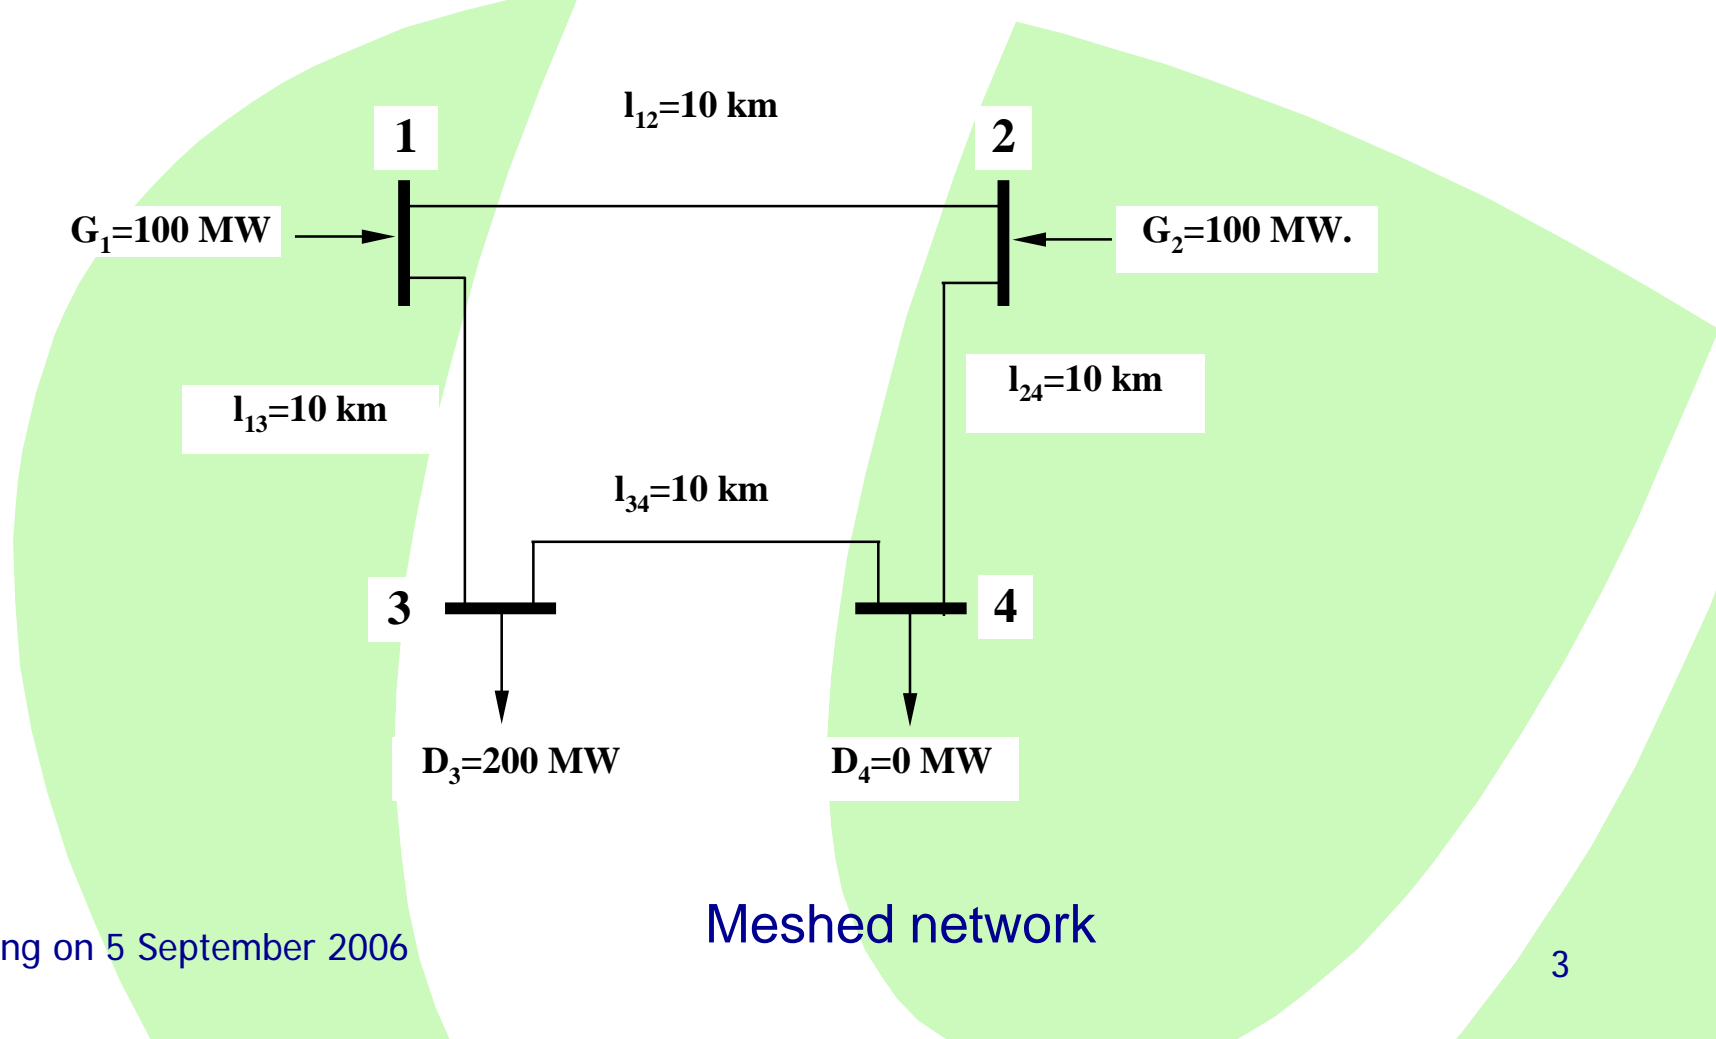 l₁₂=10 km
1
2
G₁=100 MW
G₂=100 MW.
l₂₄=10 km
l₁₃=10 km
l₃₄=10 km
3
4
D₃=200 MW
D₄=0 MW
Meshed network
ng on 5 September 2006
3